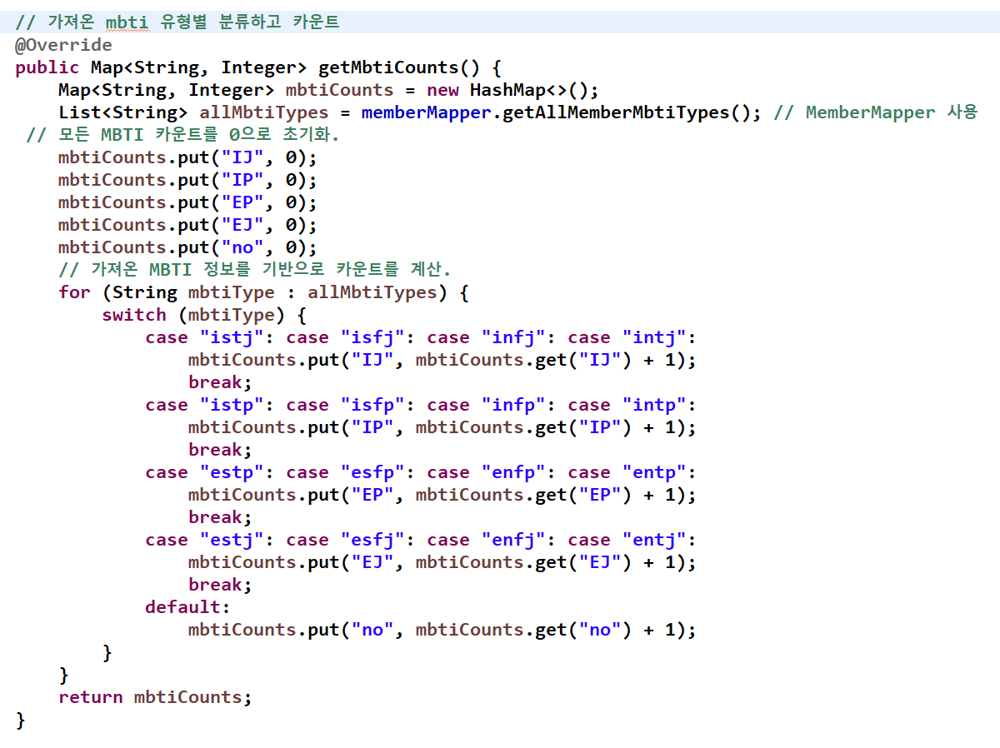 // 가져온 mbti 유형별 분류하고 카운트
@Override
public Map<String, Integer> getMbtiCounts() {
    Map<String, Integer> mbtiCounts = new HashMap<>();
    List<String> allMbtiTypes = memberMapper.getAllMemberMbtiTypes(); // MemberMapper 사용
 // 모든 MBTI 카운트를 0으로 초기화.
    mbtiCounts.put("IJ", 0);
    mbtiCounts.put("IP", 0);
    mbtiCounts.put("EP", 0);
    mbtiCounts.put("EJ", 0);
    mbtiCounts.put("no", 0);
    // 가져온 MBTI 정보를 기반으로 카운트를 계산.
    for (String mbtiType : allMbtiTypes) {
        switch (mbtiType) {
            case "istj": case "isfj": case "infj": case "intj":
                mbtiCounts.put("IJ", mbtiCounts.get("IJ") + 1);
                break;
            case "istp": case "isfp": case "infp": case "intp":
                mbtiCounts.put("IP", mbtiCounts.get("IP") + 1);
                break;
            case "estp": case "esfp": case "enfp": case "entp":
                mbtiCounts.put("EP", mbtiCounts.get("EP") + 1);
                break;
            case "estj": case "esfj": case "enfj": case "entj":
                mbtiCounts.put("EJ", mbtiCounts.get("EJ") + 1);
                break;
            default:
                mbtiCounts.put("no", mbtiCounts.get("no") + 1);
        }
    }
    return mbtiCounts;
}